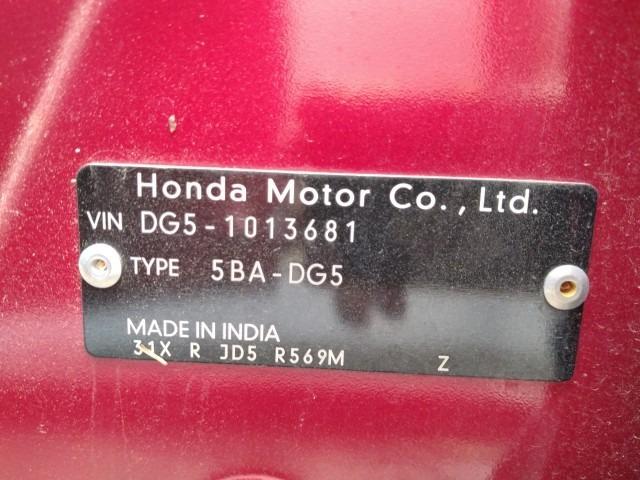 Honda Motor Co., Ltd.
VIN DG5-1013681
TYPE 5BA-DG5
MADE IN INDIA
31X R JD5 R569M Z